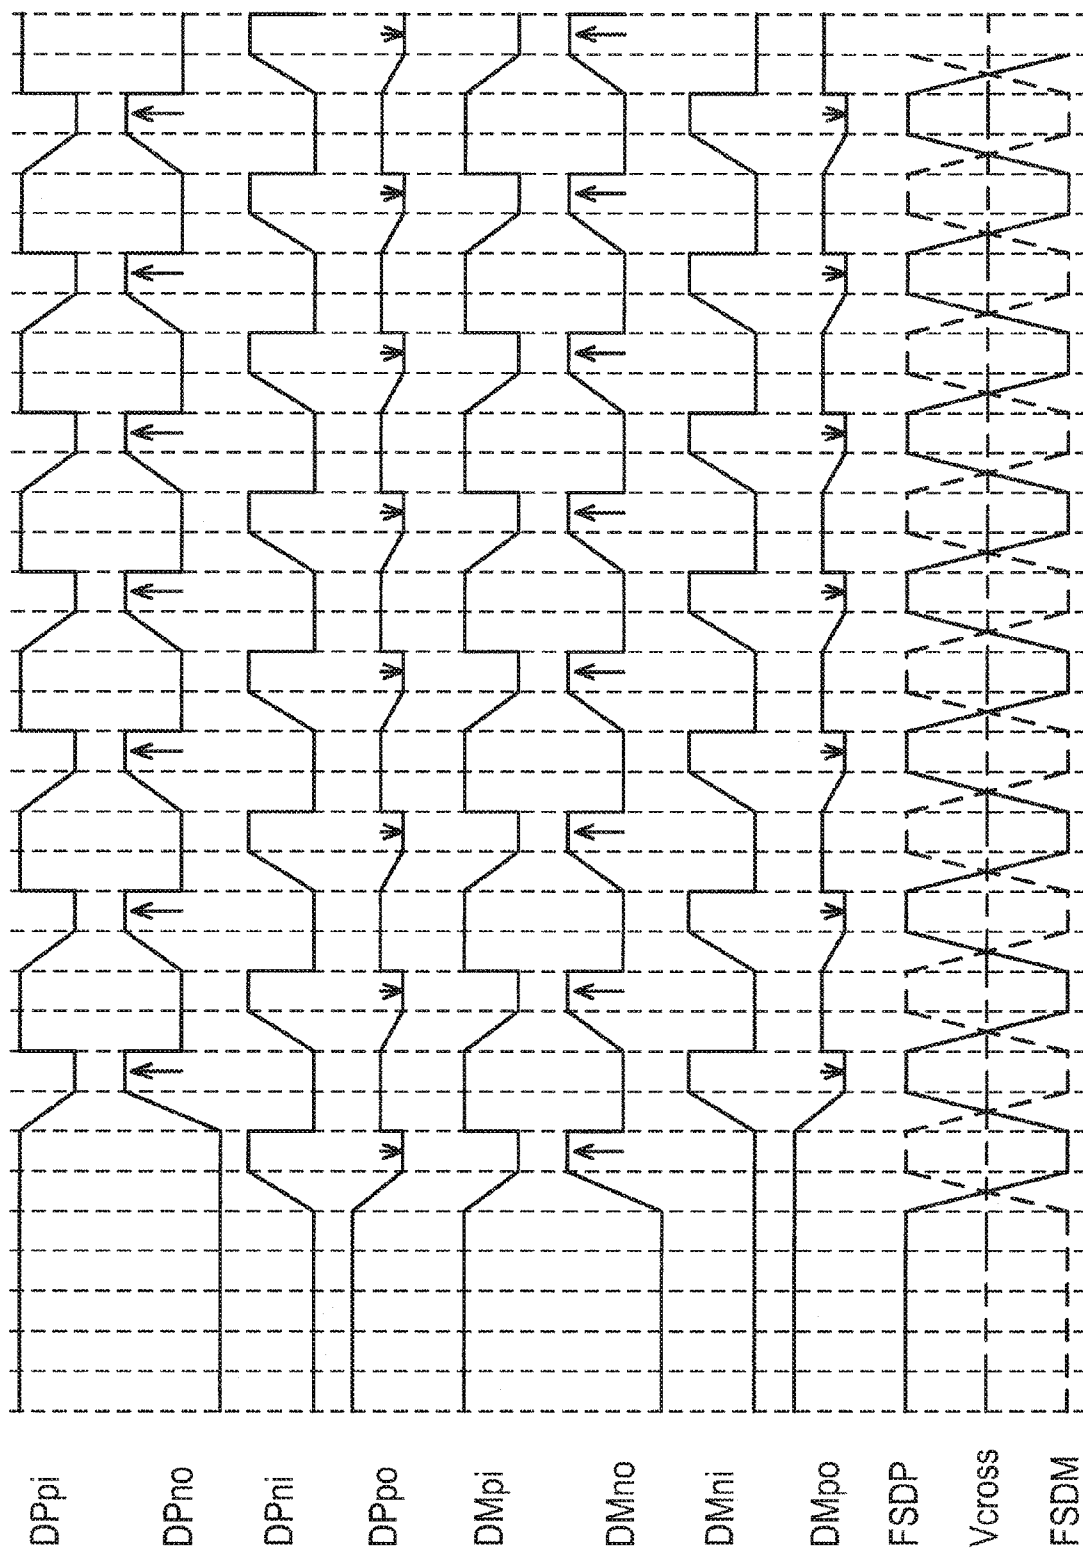 DPpi
DPno
DPni
DPpo
DMpi
DMno
DMni
DMpo
FSDP
Vcross
FSDM